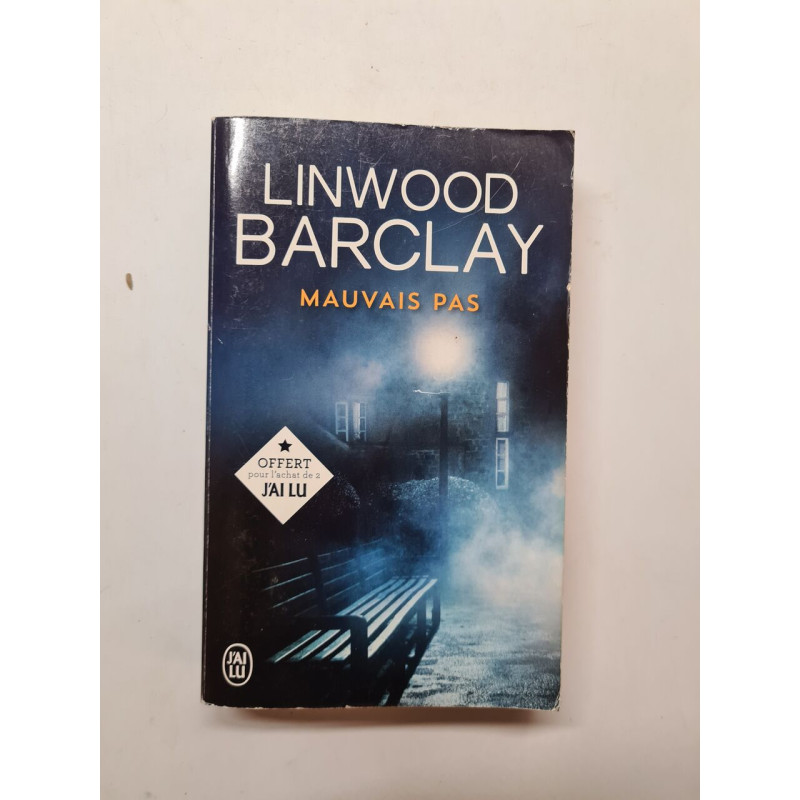 LINWOOD
BARCLAY
MAUVAIS PAS
OFFERT
pour l'achat de 2
J'AI LU
J'AI
LU